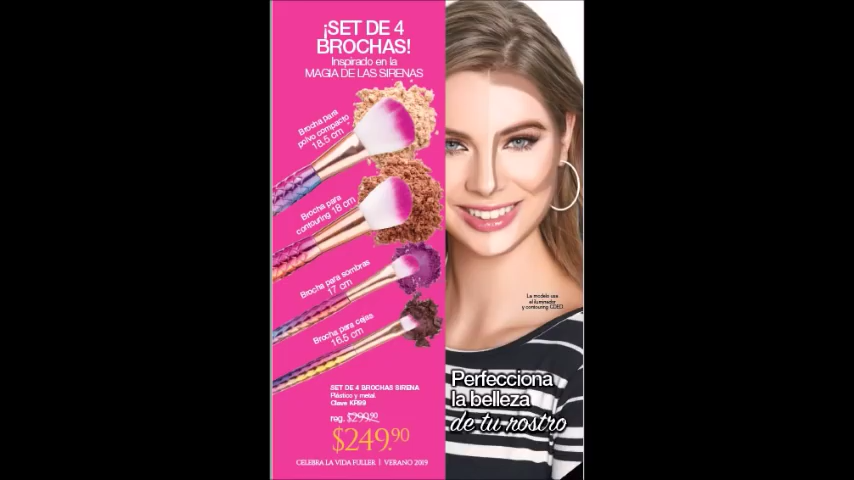 ¡SET DE 4
BROCHAS!
Inspirado en la
MAGIA DE LAS SIRENAS
Brocha para
polvo compacto
18.5 cm
Brocha para
contouring 18 cm
Brocha para sombras
17 cm
Brocha para cejas
16.5 cm
SET DE 4 BROCHAS SIRENA
Plástico y metal.
Clave
reg. $299.90
$249.90
CELEBRA LA VIDA FULLER | VERANO 2019
La modelo usa
el iluminador
y contouring
Perfecciona
la belleza
de tu rostro